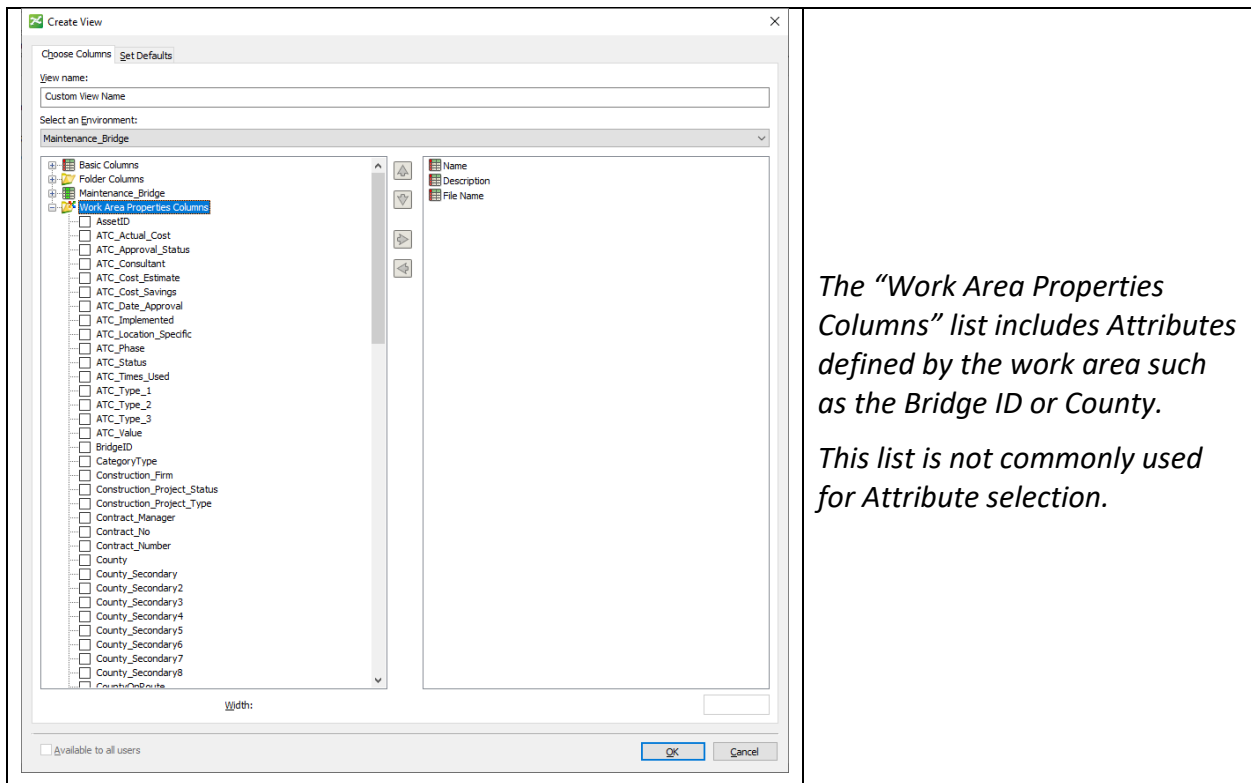 Create View
Choose Columns Set Defaults
View name:
Custom View Name
Select an Environment:
Maintenance_Bridge
Basic Columns
Folder Columns
Maintenance_Bridge
Work Area Properties Columns
AssetID
ATC_Actual_Cost
ATC_Approval_Status
ATC_Consultant
ATC_Cost_Estimate
ATC_Cost_Savings
ATC_Date_Approval
ATC_Implemented
ATC_Location_Specific
ATC_Phase
ATC_Status
ATC_Times_Used
ATC_Type_1
ATC_Type_2
ATC_Type_3
ATC_Value
BridgeID
CategoryType
Construction_Firm
Construction_Project_Status
Construction_Project_Type
Contract_Manager
Contract_No
Contract_Number
County
County_Secondary
County_Secondary2
County_Secondary3
County_Secondary4
County_Secondary5
County_Secondary6
County_Secondary7
County_Secondary8
CountyOnRoute
Name
Description
File Name
Width:
Available to all users
OK Cancel
The “Work Area Properties
Columns” list includes Attributes
defined by the work area such
as the Bridge ID or County.
This list is not commonly used
for Attribute selection.